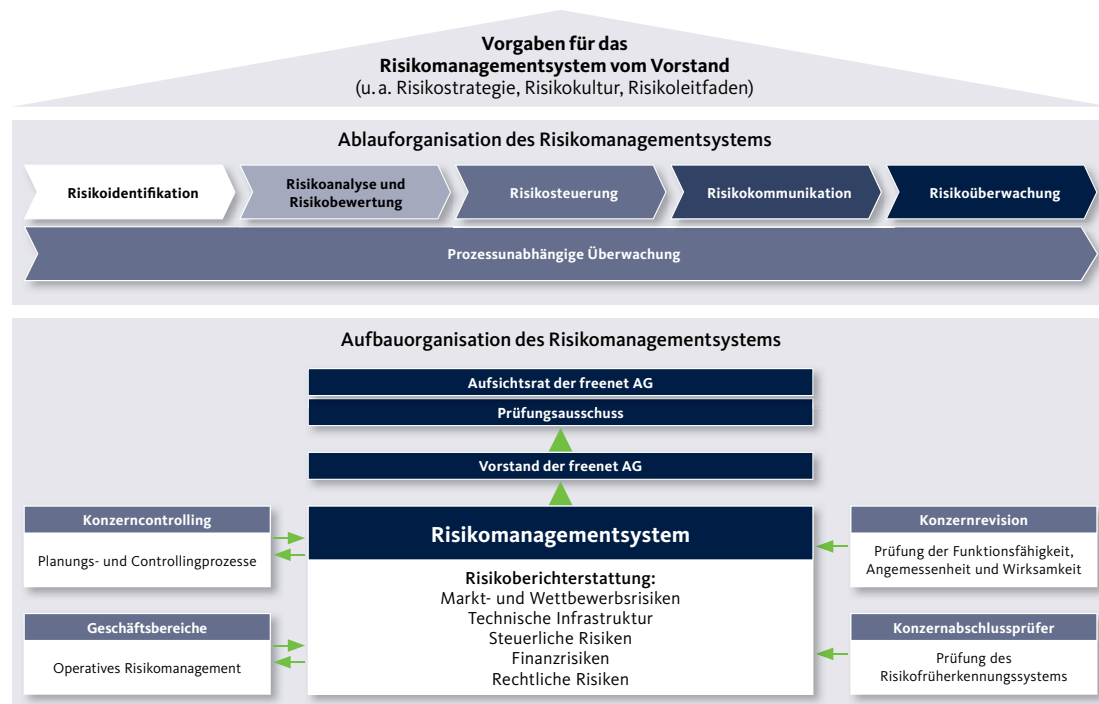 Vorgaben für das
Risikomanagementsystem vom Vorstand
(u. a. Risikostrategie, Risikokultur, Risikoleitfaden)
Ablauforganisation des Risikomanagementsystems
Risikoidentifikation
Risikoanalyse und
Risikobewertung
Risikosteuerung
Risikokommunikation
Risikoüberwachung
Prozessunabhängige Überwachung
Aufbauorganisation des Risikomanagementsystems
Aufsichtsrat der freenet AG
Prüfungsausschuss
Vorstand der freenet AG
Konzerncontrolling
Planungs- und Controllingprozesse
Geschäftsbereiche
Operatives Risikomanagement
Risikomanagementsystem
Risikoberichterstattung:
Markt- und Wettbewerbsrisiken
Technische Infrastruktur
Steuerliche Risiken
Finanzrisiken
Rechtliche Risiken
Konzernrevision
Prüfung der Funktionsfähigkeit,
Angemessenheit und Wirksamkeit
Konzernabschlussprüfer
Prüfung des
Risikofrüherkennungssystems